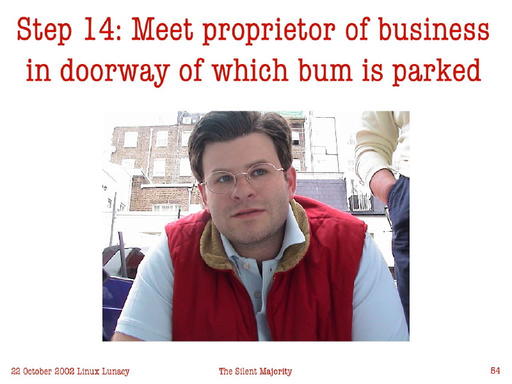 Step 14: Meet proprietor of business
in doorway of which bum is parked
22 October 2002 Linux Lunacy
The Silent Majority
54